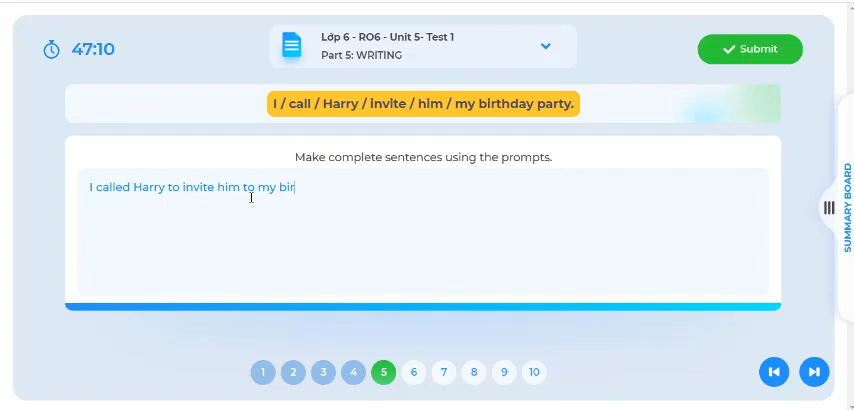 47:10
Lớp 6 - RO6 - Unit 5- Test 1
Part 5: WRITING
Submit
I / call / Harry / invite / him / my birthday party.
Make complete sentences using the prompts.
I called Harry to invite him to my bir
SUMMARY BOARD
1 2 3 4 5 6 7 8 9 10